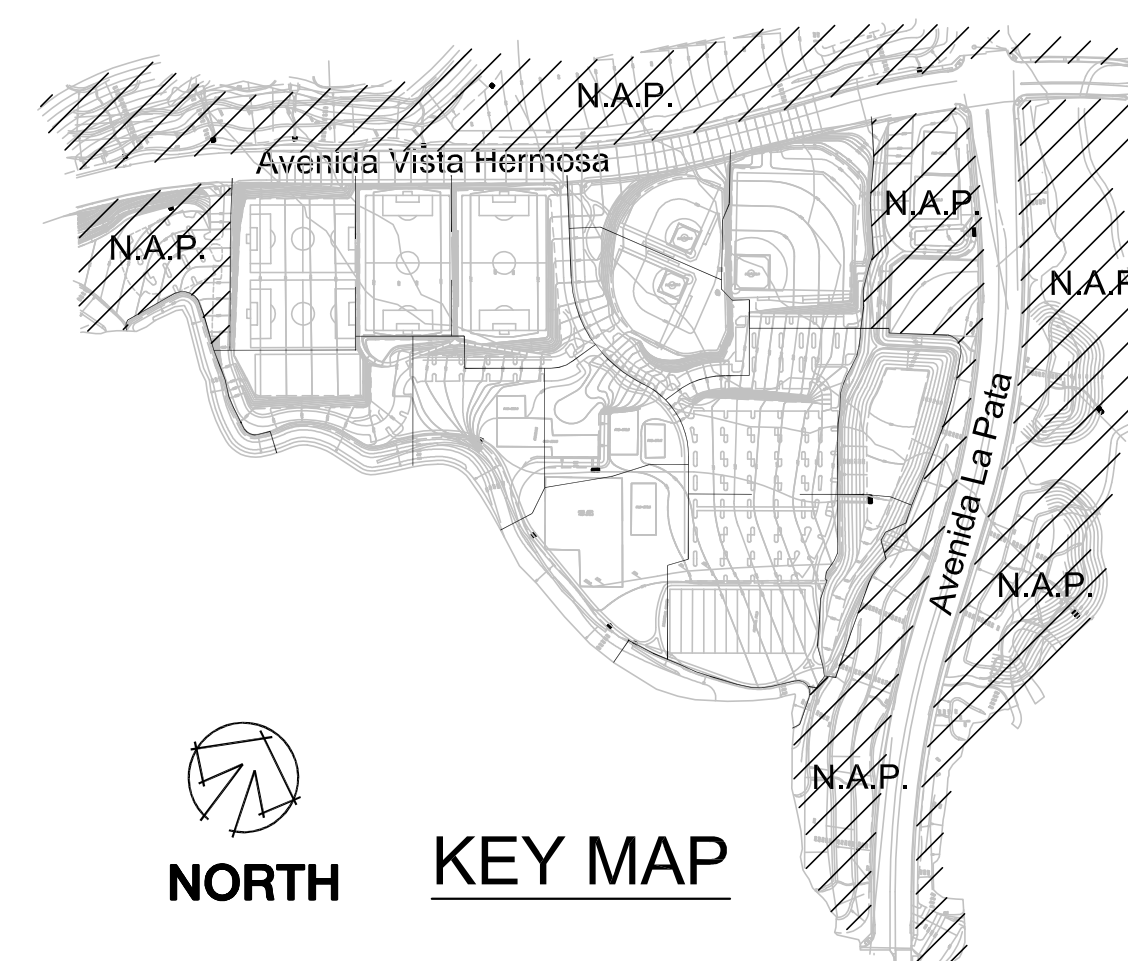 N.A.P.
Avenida Vista Hermosa
N.A.P.
N.A.P.
N.A.P
Avenida La Pata
N.A.P.
N.A.P.
NORTH
KEY MAP